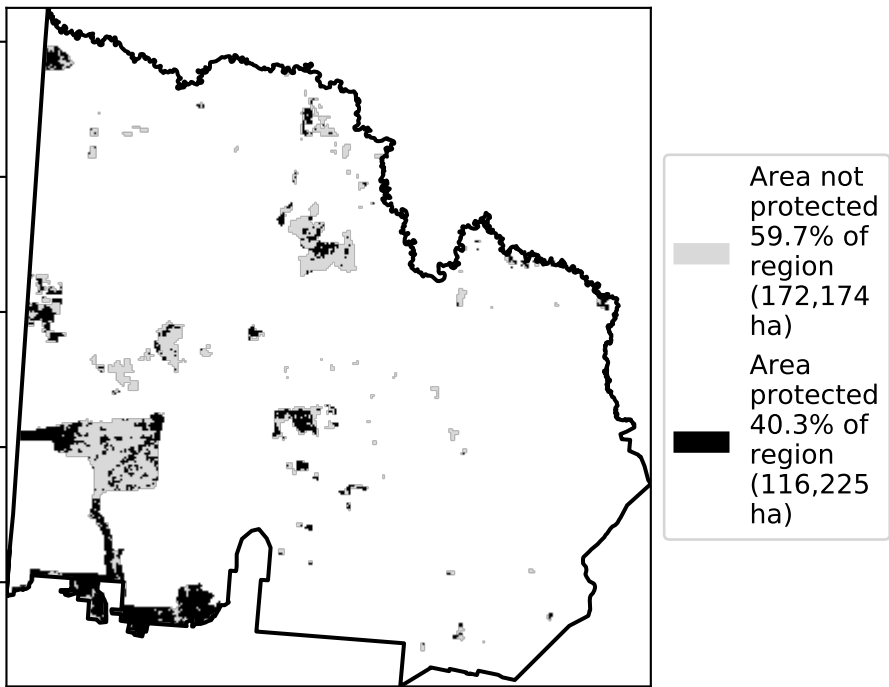 Area not
protected
59.7% of
region
(172,174
ha)
Area
protected
40.3% of
region
(116,225
ha)